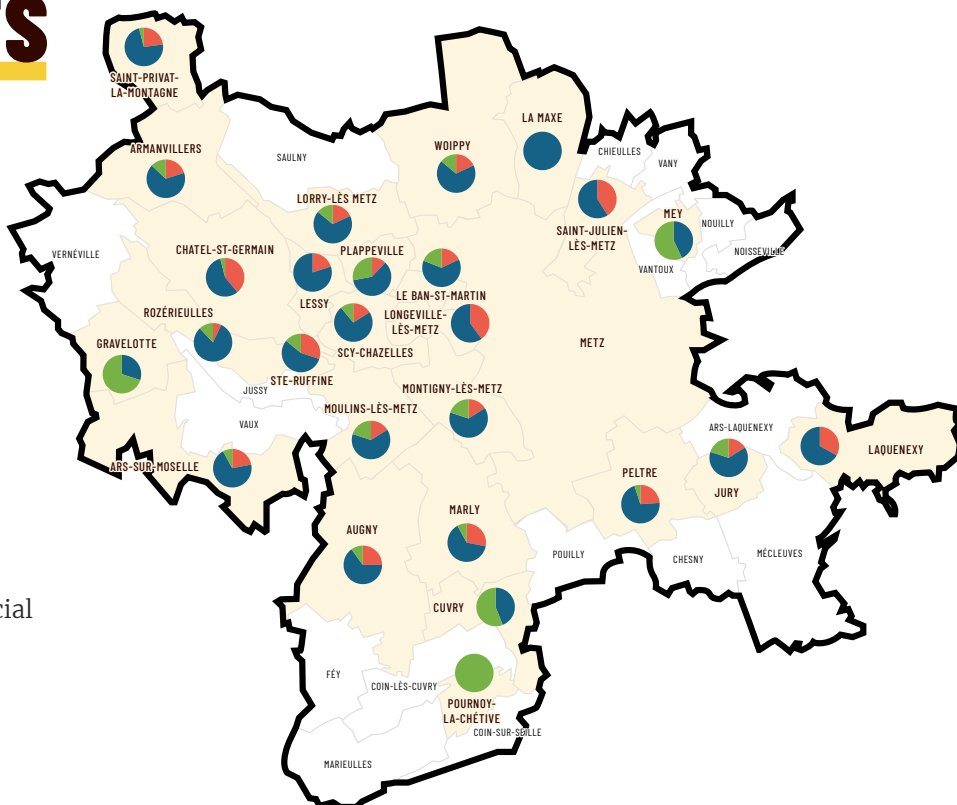 S
SAINT-PRIVAT-
LA-MONTAGNE
LA MAXE
ARMANVILLERS
WOIPPY
SAULNY
CHIEULLES
VANY
LORRY-LÈS METZ
MEY
NOUILLY
SAINT-JULIEN-
LÈS-METZ
NOISSEVILLE
VERNÉVILLE
CHATEL-ST-GERMAIN
PLAPPEVILLE
VANTOUX
LESSY
LE BAN-ST-MARTIN
ROZÉRIEULLES
LONGEVILLE-
LÈS-METZ
GRAVELOTTE
SCY-CHAZELLES
METZ
STE-RUFFINE
JUSSY
MONTIGNY-LÈS-METZ
MOULINS-LÈS-METZ
VAUX
ARS-LAQUENEXY
LAQUENEXY
ARS-SUR-MOSELLE
PELTRE
JURY
MARLY
AUGNY
POUILLY
CHESNY
MÉCLEUVES
CUVRY
cial
FÉY
COIN-LÈS-CUVRY
POURNOY-
LA-CHÉTIVE
COIN-SUR-SEILLE
MARIEULLES